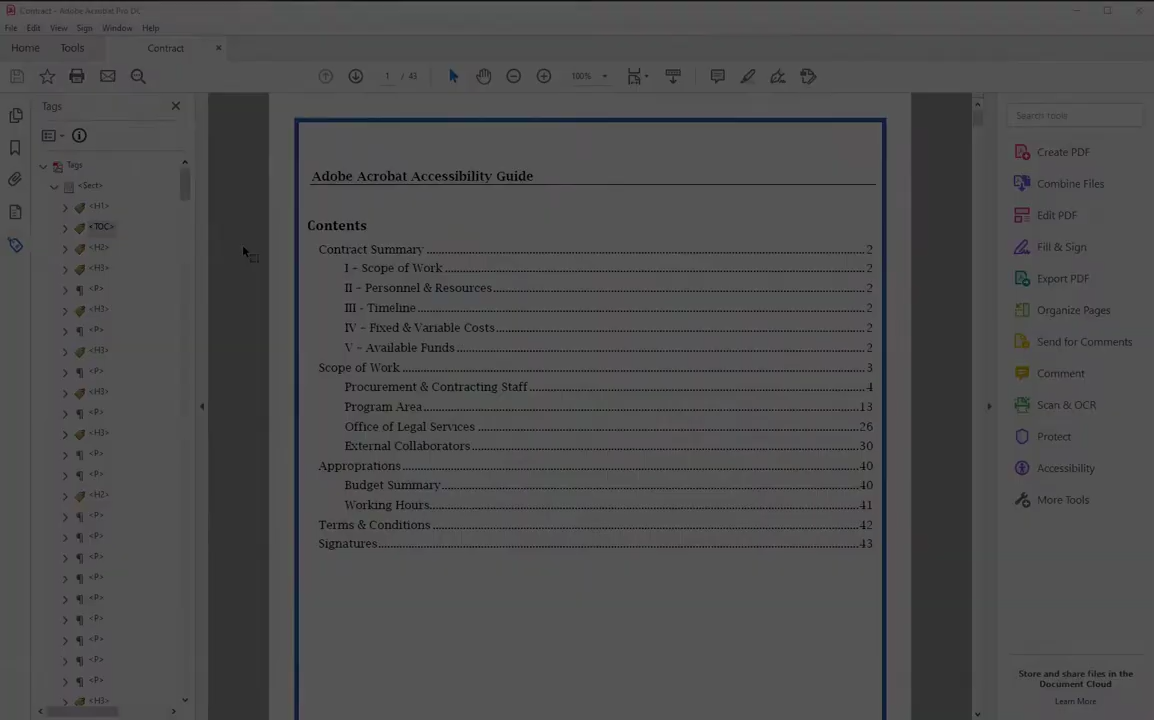 Contract - Adobe Acrobat Pro DC
File Edit View Sign Window Help
Home Tools Contract
1 / 43 100%
Tags
Tags
<Sect>
<H1>
<TOC>
<H2>
<H3>
<P>
<H3>
<P>
<H3>
<P>
<H3>
<P>
<H3>
<P>
<P>
<H2>
<P>
<P>
<P>
<P>
<P>
<P>
<P>
<P>
<P>
<H3>
Adobe Acrobat Accessibility Guide
Contents
Contract Summary 2
I - Scope of Work 2
II - Personnel & Resources 2
III - Timeline 2
IV - Fixed & Variable Costs 2
V - Available Funds 2
Scope of Work 3
Procurement & Contracting Staff 4
Program Area 13
Office of Legal Services 26
External Collaborators 30
Approprations 40
Budget Summary 40
Working Hours 41
Terms & Conditions 42
Signatures 43
Search tools
Create PDF
Combine Files
Edit PDF
Fill & Sign
Export PDF
Organize Pages
Send for Comments
Comment
Scan & OCR
Protect
Accessibility
More Tools
Store and share files in the
Document Cloud
Learn More